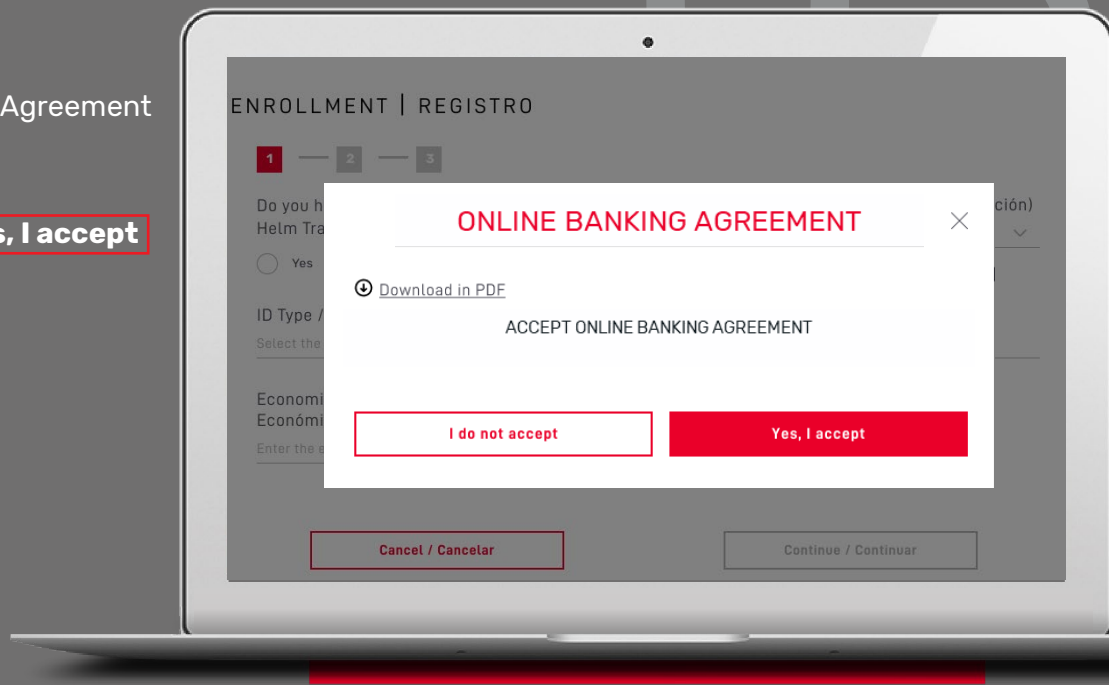 Agreement
s, I accept
ENROLLMENT | REGISTRO
1 2 3
Do you h
Helm Tra
ción)
Yes
ID Type /
Select the
Economi
Económi
Enter the e
ONLINE BANKING AGREEMENT
Download in PDF
ACCEPT ONLINE BANKING AGREEMENT
I do not accept
Yes, I accept
Cancel / Cancelar
Continue / Continuar